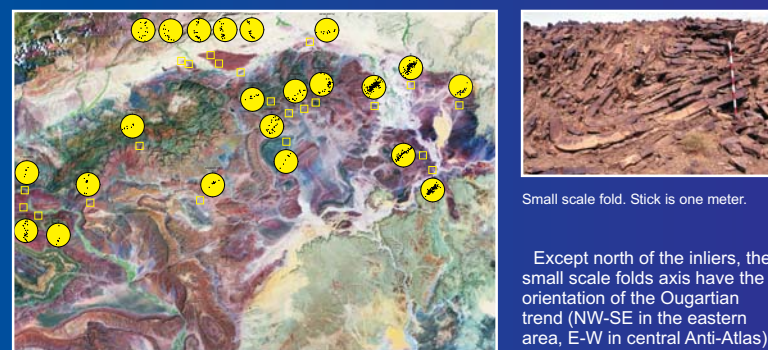 Small scale fold. Stick is one meter.
Except north of the inliers, the
small scale folds axis have the
orientation of the Ougartian
trend (NW-SE in the eastern
area, E-W in central Anti-Atlas)